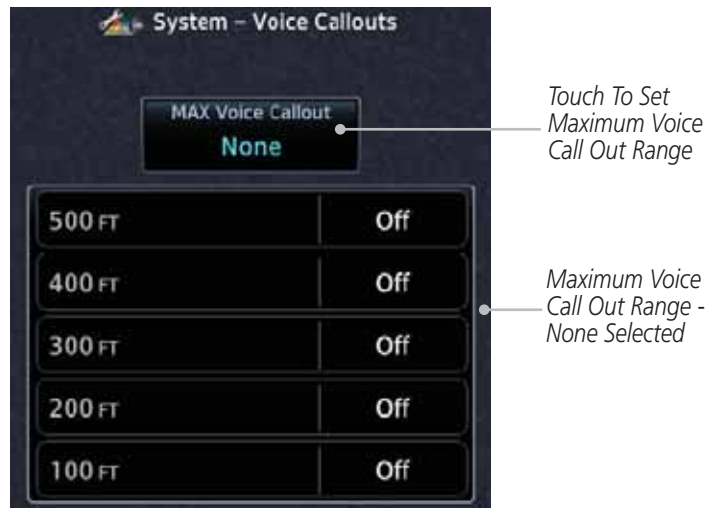 System – Voice Callouts
MAX Voice Callout
None
Touch To Set
Maximum Voice
Call Out Range
500 FT Off
400 FT Off
300 FT Off
200 FT Off
100 FT Off
Maximum Voice
Call Out Range -
None Selected